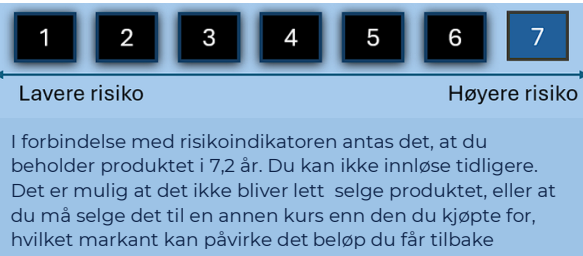 1 2 3 4 5 6 7
Lavere risiko Høyere risiko
I forbindelse med risikoindikatoren antas det, at du
beholder produktet i 7,2 år. Du kan ikke innløse tidligere.
Det er mulig at det ikke bliver lett  selge produktet, eller at
du må selge det til en annen kurs enn den du kjøpte for,
hvilket markant kan påvirke det beløp du får tilbake